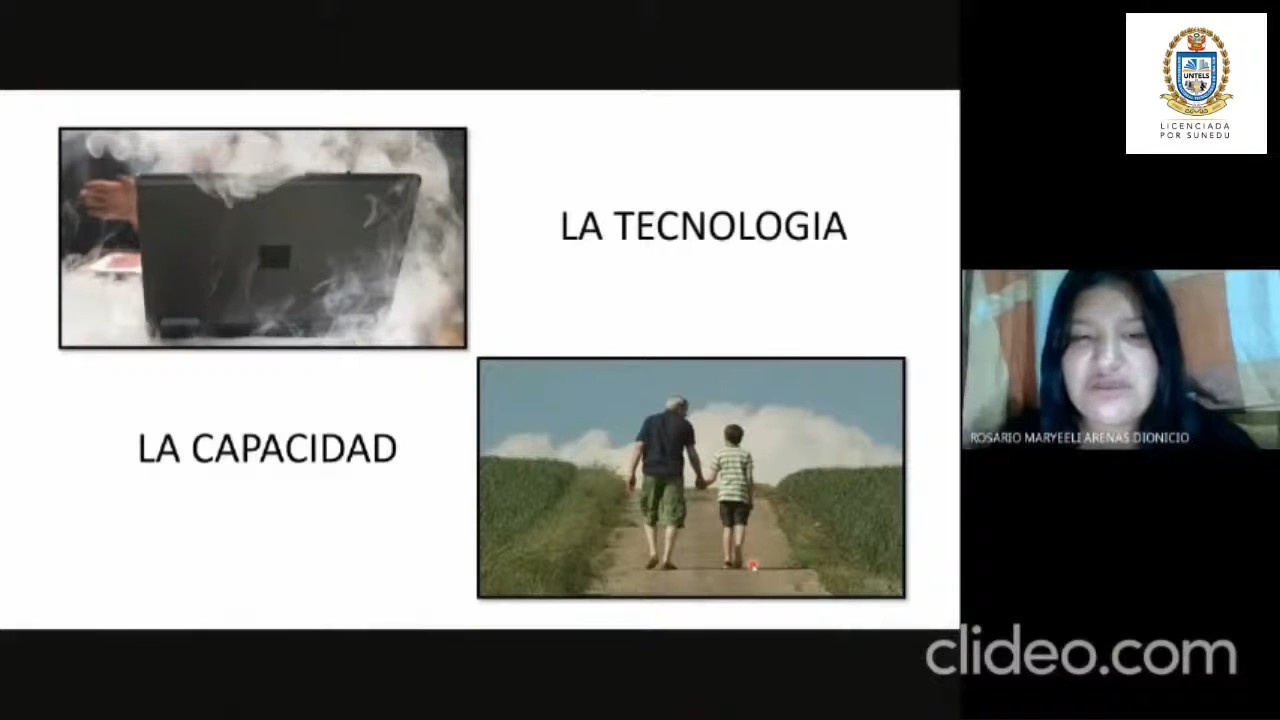 UNTELS
LICENCIADA
POR SUNEDU
LA TECNOLOGIA
LA CAPACIDAD
ROSARIO MARYEELI ARENAS DIONICIO
clideo.com